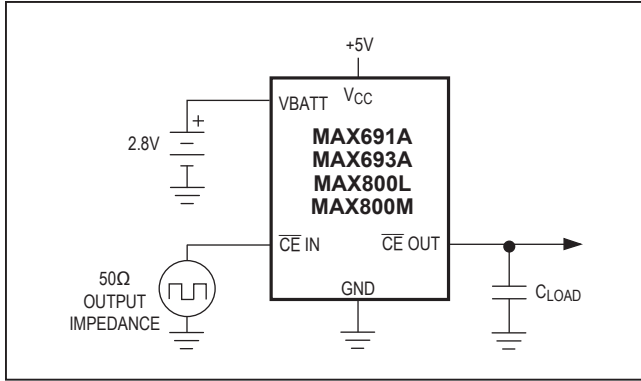 +5V
VBATT
VCC
+
2.8V
MAX691A
MAX693A
MAX800L
MAX800M
CE IN
CE OUT
50Ω
OUTPUT
IMPEDANCE
GND
CLOAD